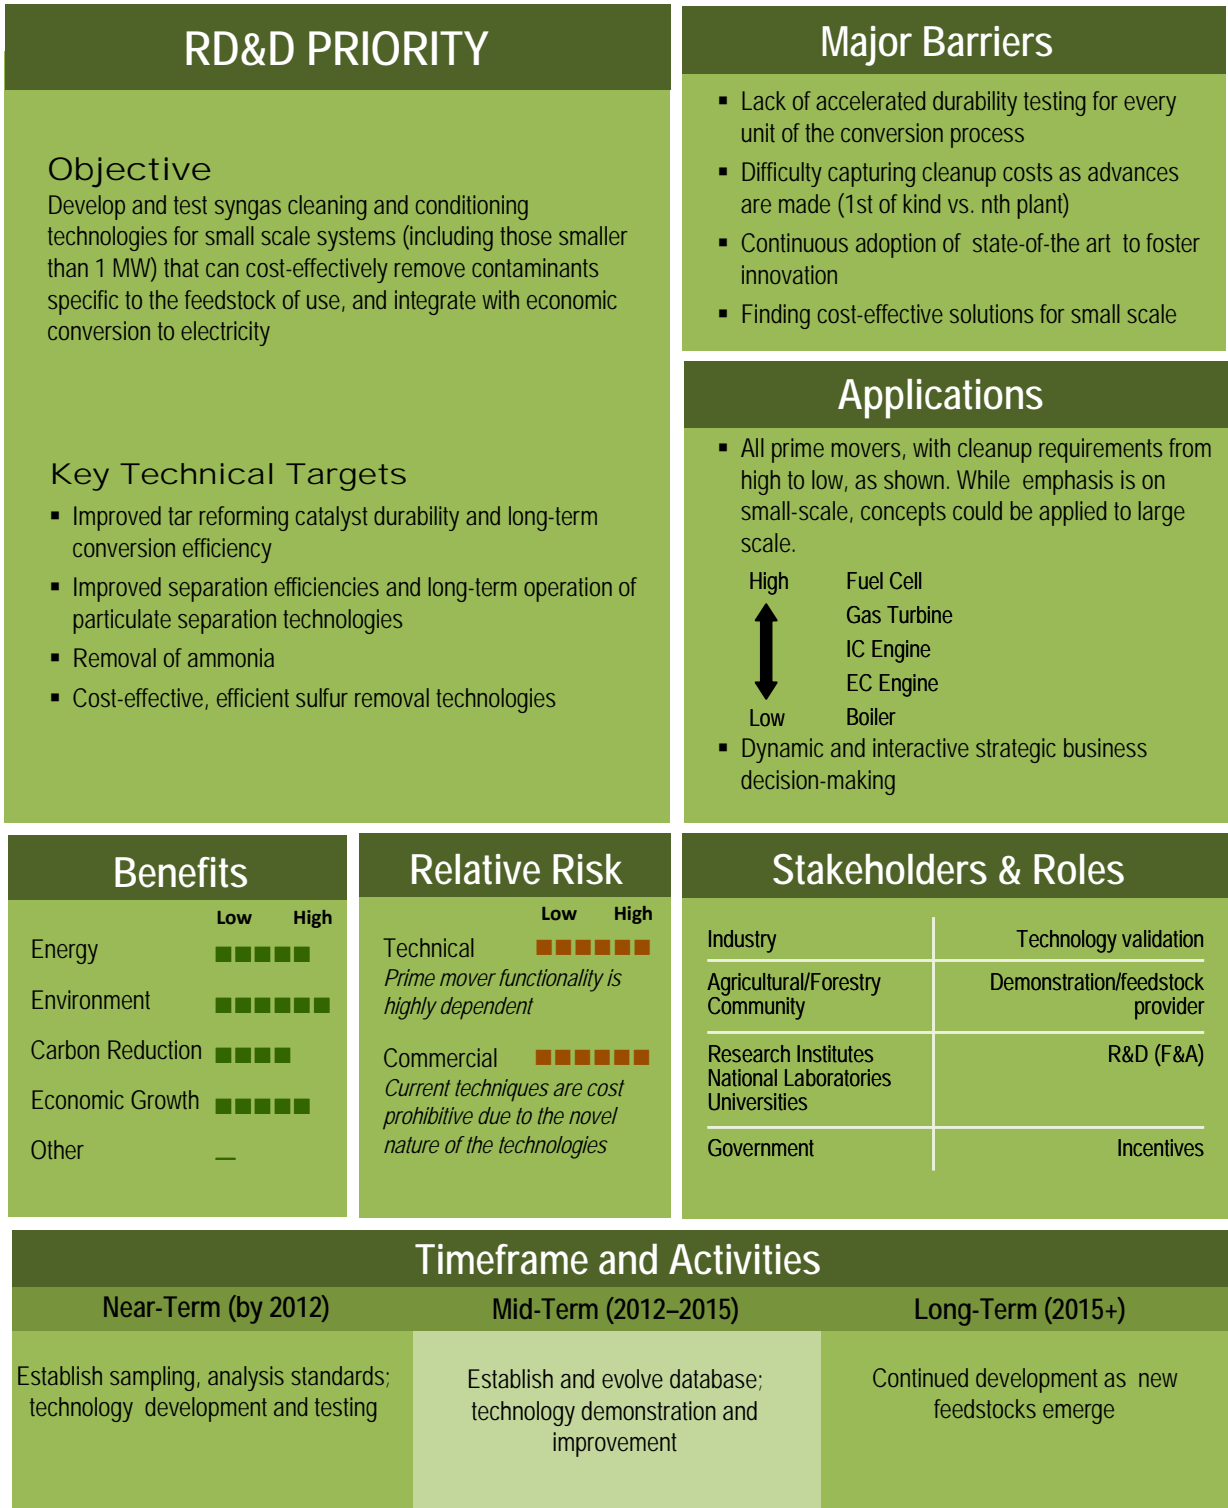 RD&D PRIORITY
Objective
Develop and test syngas cleaning and conditioning
technologies for small scale systems (including those smaller
than 1 MW) that can cost-effectively remove contaminants
specific to the feedstock of use, and integrate with economic
conversion to electricity
Key Technical Targets
▪ Improved tar reforming catalyst durability and long-term
conversion efficiency
▪ Improved separation efficiencies and long-term operation of
particulate separation technologies
▪ Removal of ammonia
▪ Cost-effective, efficient sulfur removal technologies
Major Barriers
▪ Lack of accelerated durability testing for every
unit of the conversion process
▪ Difficulty capturing cleanup costs as advances
are made (1st of kind vs. nth plant)
▪ Continuous adoption of state-of-the art to foster
innovation
▪ Finding cost-effective solutions for small scale
Applications
▪ All prime movers, with cleanup requirements from
high to low, as shown. While emphasis is on
small-scale, concepts could be applied to large
scale.
High Fuel Cell
Gas Turbine
IC Engine
EC Engine
Low Boiler
▪ Dynamic and interactive strategic business
decision-making
Benefits
Low High
Energy
Environment
Carbon Reduction
Economic Growth
Other —
Relative Risk
Low High
Technical
Prime mover functionality is
highly dependent
Commercial
Current techniques are cost
prohibitive due to the novel
nature of the technologies
Stakeholders & Roles
Industry Technology validation
Agricultural/Forestry Demonstration/feedstock
Community provider
Research Institutes R&D (F&A)
National Laboratories
Universities
Government Incentives
Timeframe and Activities
Near-Term (by 2012) Mid-Term (2012–2015) Long-Term (2015+)
Establish sampling, analysis standards;
technology development and testing
Establish and evolve database;
technology demonstration and
improvement
Continued development as new
feedstocks emerge